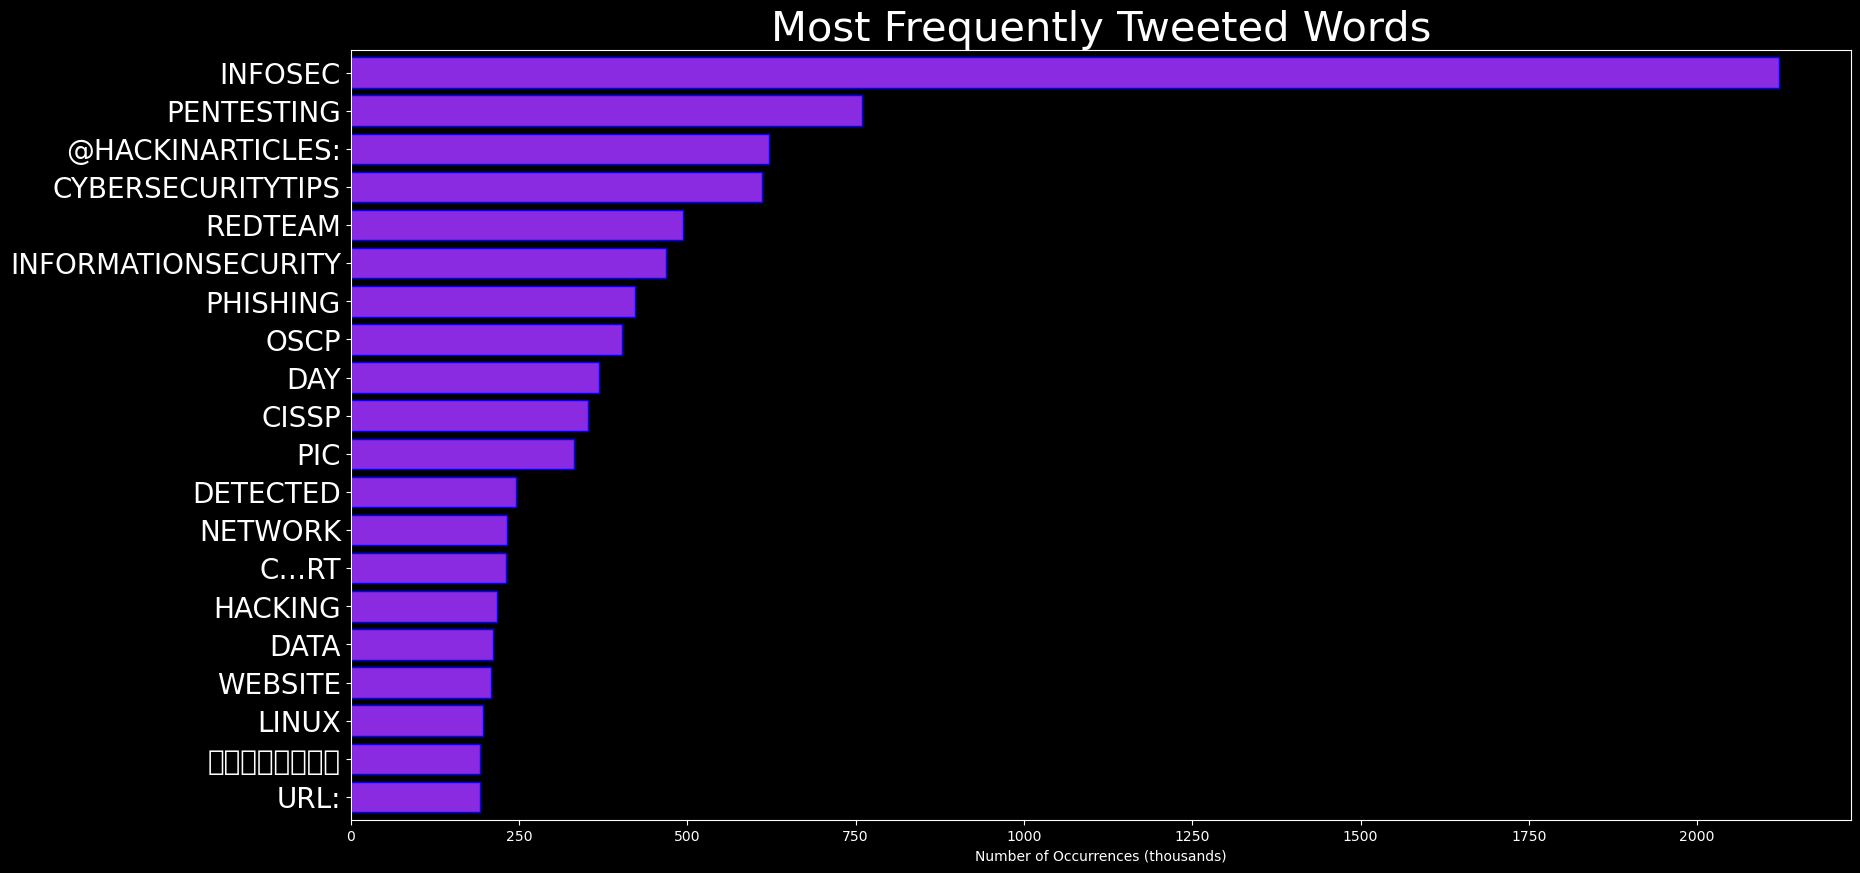 Most Frequently Tweeted Words
INFOSEC
PENTESTING
@HACKINARTICLES:
CYBERSECURITYTIPS
REDTEAM
INFORMATIONSECURITY
PHISHING
OSCP
DAY
CISSP
PIC
DETECTED
NETWORK
C…RT
HACKING
DATA
WEBSITE
LINUX
URL:
0 250 500 750 1000 1250 1500 1750 2000
Number of Occurrences (thousands)